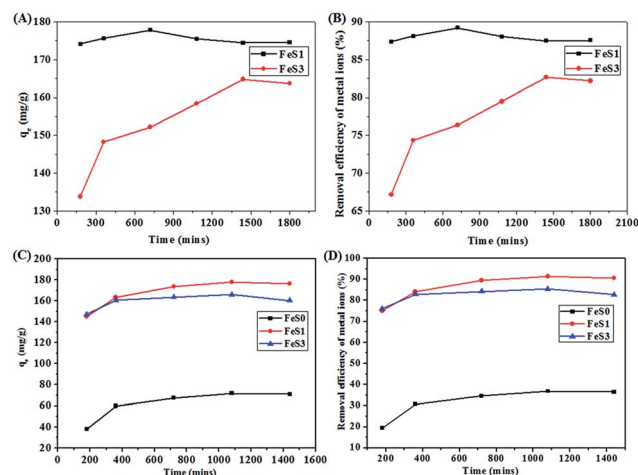 (A)
180
170
160
150
140
130
qe (mg/g)
0 300 600 900 1200 1500 1800
Time (mins)
FeS1
FeS3
(B)
95
90
85
80
75
70
65
Removal efficiency of metal ions (%)
0 300 600 900 1200 1500 1800 2100
Time (mins)
FeS1
FeS3
(C)
200
180
160
140
120
100
80
60
40
20
qe (mg/g)
0 200 400 600 800 1000 1200 1400 1600
Time (mins)
FeS0
FeS1
FeS3
(D)
100
90
80
70
60
50
40
30
20
10
Removal efficiency of metal ions (%)
200 400 600 800 1000 1200 1400
Time (mins)
FeS0
FeS1
FeS3